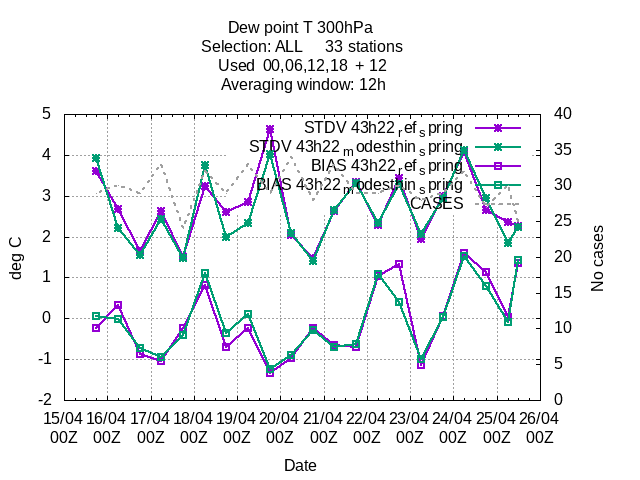 Dew point T 300hPa
Selection: ALL 33 stations
Used 00,06,12,18 + 12
Averaging window: 12h
STDV 43h22refspring
STDV 43h22modesthinspring
BIAS 43h22refspring
BIAS 43h22modesthinspring
CASES
5
4
3
2
1
0
-1
-2
deg C
40
35
30
25
20
15
10
5
0
No cases
15/04 16/04 17/04 18/04 19/04 20/04 21/04 22/04 23/04 24/04 25/04 26/04
00Z 00Z 00Z 00Z 00Z 00Z 00Z 00Z 00Z 00Z 00Z 00Z
Date